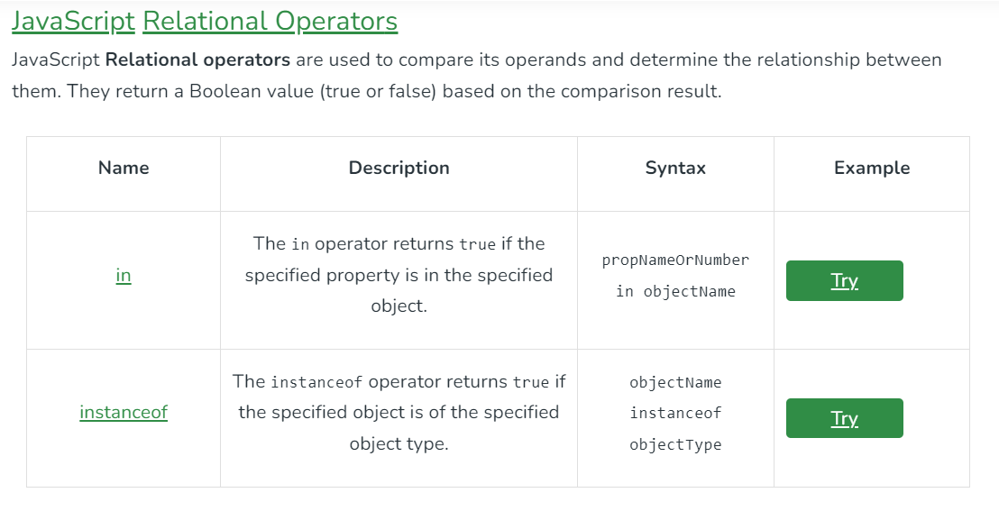 JavaScript Relational Operators
JavaScript Relational operators are used to compare its operands and determine the relationship between
them. They return a Boolean value (true or false) based on the comparison result.
Name Description Syntax Example
in
The in operator returns true if the
specified property is in the specified
object.
propNameOrNumber
in objectName
Try
instanceof
The instanceof operator returns true if
the specified object is of the specified
object type.
objectName
instanceof
objectType
Try